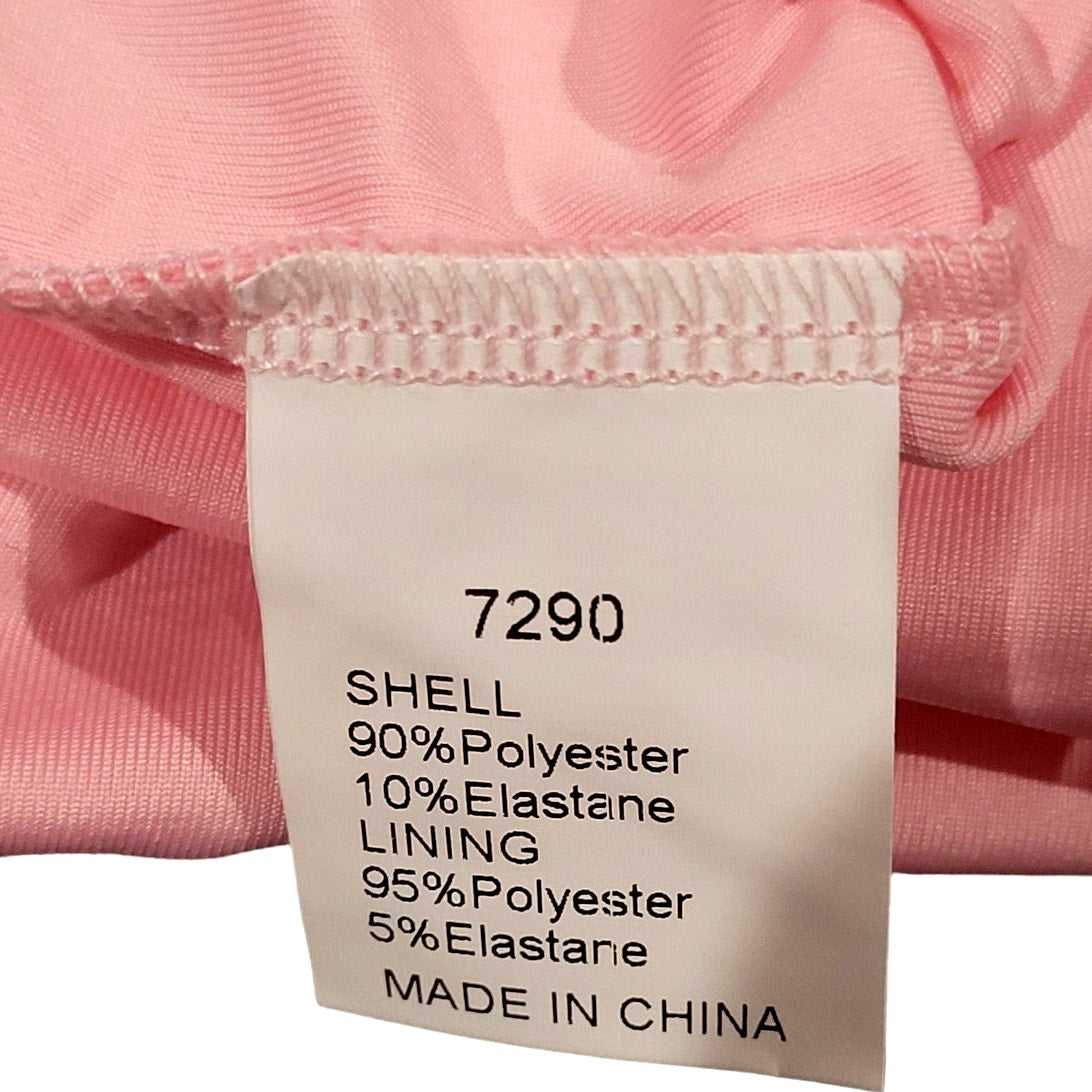 7290
SHELL
90%Polyester
10%Elastane
LINING
95%Polyester
5%Elastane
MADE IN CHINA